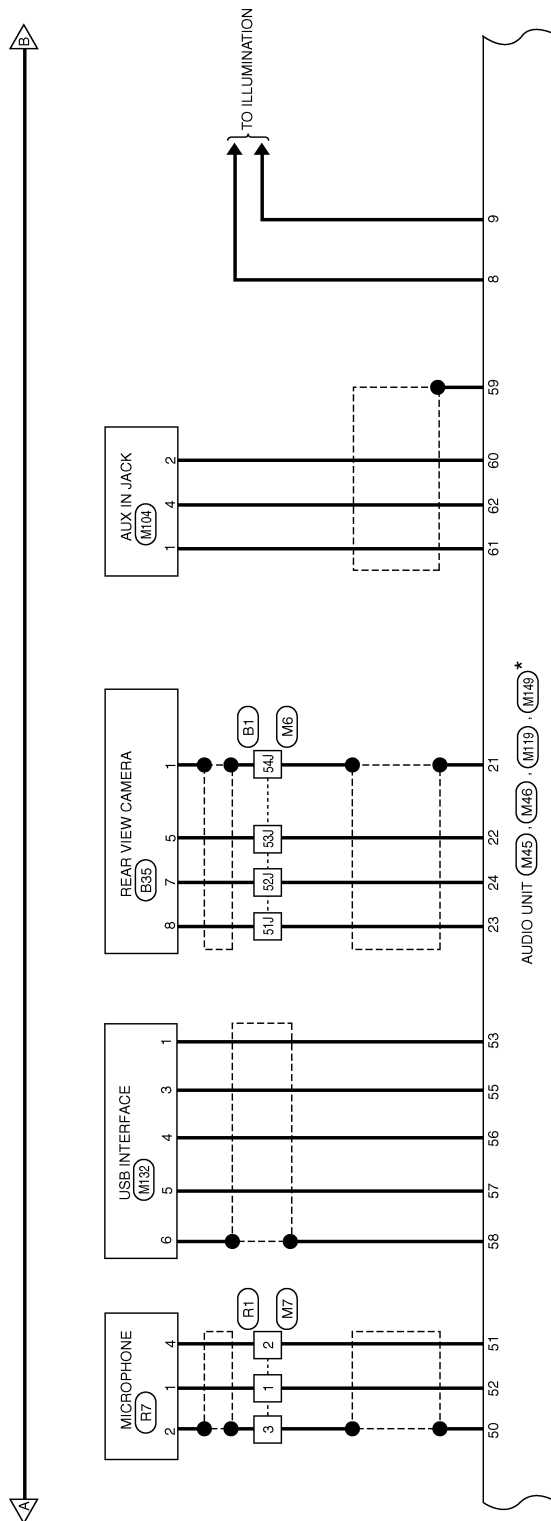 A
B
MICROPHONE
R7
2 1 4
R1
3 1 2
M7
50 52 51
USB INTERFACE
M132
6 5 4 3 1
58 57 56 55 53
REAR VIEW CAMERA
B35
8 7 5 1
B1
51J 52J 53J 54J
M6
23 24 22 21
AUX IN JACK
M104
1 4 2
61 62 60 59
TO ILLUMINATION
8 9
AUDIO UNIT M45 , M46 , M119 , M149 *